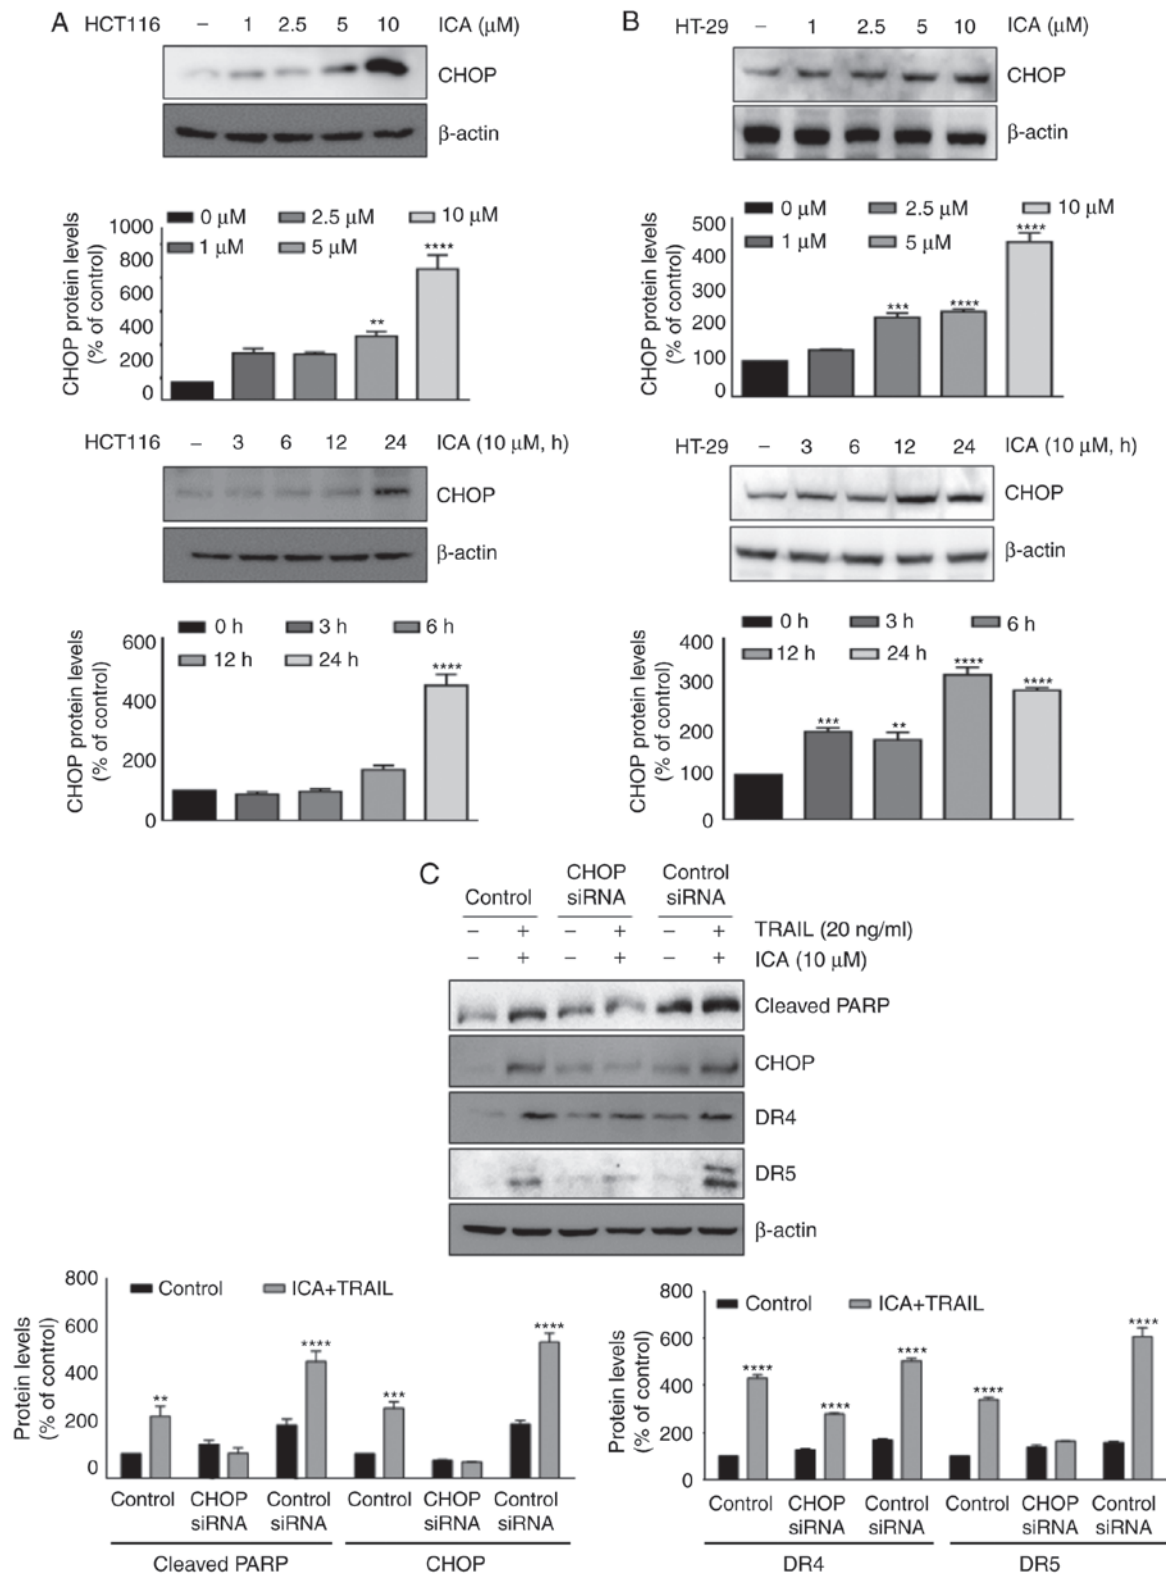 A HCT116 – 1 2.5 5 10 ICA (μM)
CHOP
β-actin
CHOP protein levels
(% of control)
0 μM 2.5 μM 10 μM
1 μM 5 μM
1000
800
600
400
200
0
**
****
HCT116 – 3 6 12 24 ICA (10 μM, h)
CHOP
β-actin
CHOP protein levels
(% of control)
0 h 3 h 6 h
12 h 24 h
600
400
200
0
****
B HT-29 – 1 2.5 5 10 ICA (μM)
CHOP
β-actin
CHOP protein levels
(% of control)
0 μM 2.5 μM 10 μM
1 μM 5 μM
500
400
300
200
100
0
***
****
****
HT-29 – 3 6 12 24 ICA (10 μM, h)
CHOP
β-actin
CHOP protein levels
(% of control)
0 h 3 h 6 h
12 h 24 h
400
300
200
100
0
***
**
****
****
C
Control CHOP siRNA Control siRNA
– + – + – + TRAIL (20 ng/ml)
– + – + – + ICA (10 μM)
Cleaved PARP
CHOP
DR4
DR5
β-actin
Protein levels
(% of control)
Control ICA+TRAIL
800
600
400
200
0
**
****
***
****
Control CHOP siRNA Control siRNA Control CHOP siRNA Control siRNA
Cleaved PARP CHOP
Protein levels
(% of control)
Control ICA+TRAIL
800
600
400
200
0
****
****
****
****
****
Control CHOP siRNA Control siRNA Control CHOP siRNA Control siRNA
DR4 DR5